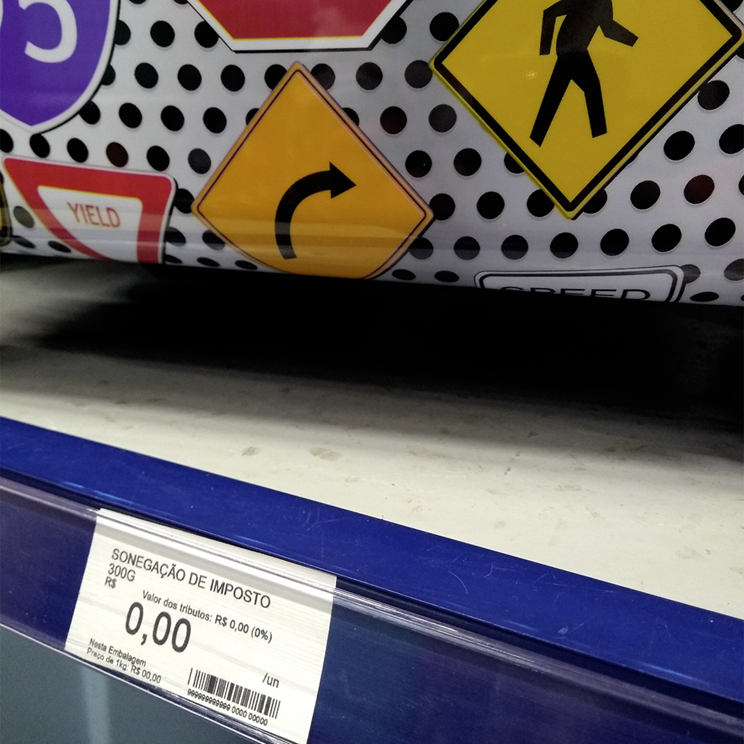 95
YIELD
SPEED
SONEGAÇÃO DE IMPOSTO
300G
R$
Valor dos tributos: R$ 0,00 (0%)
0,00
Nesta Embalagem
Preço de 1kg: R$ 00,00
/un
9999999999999 0000 00000